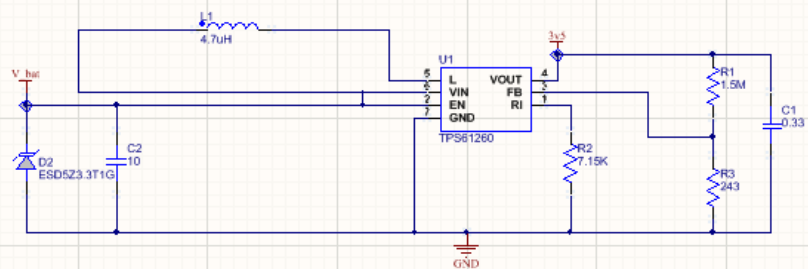 L1
4.7uH
3v5
V_bat
U1
5
L
VOUT
4
VIN
FB
3
2
EN
RI
1
7
GND
TPS61260
R1
1.5M
C1
0.33
C2
10
D2
ESD5Z3.3T1G
R2
7.15K
R3
243
GND